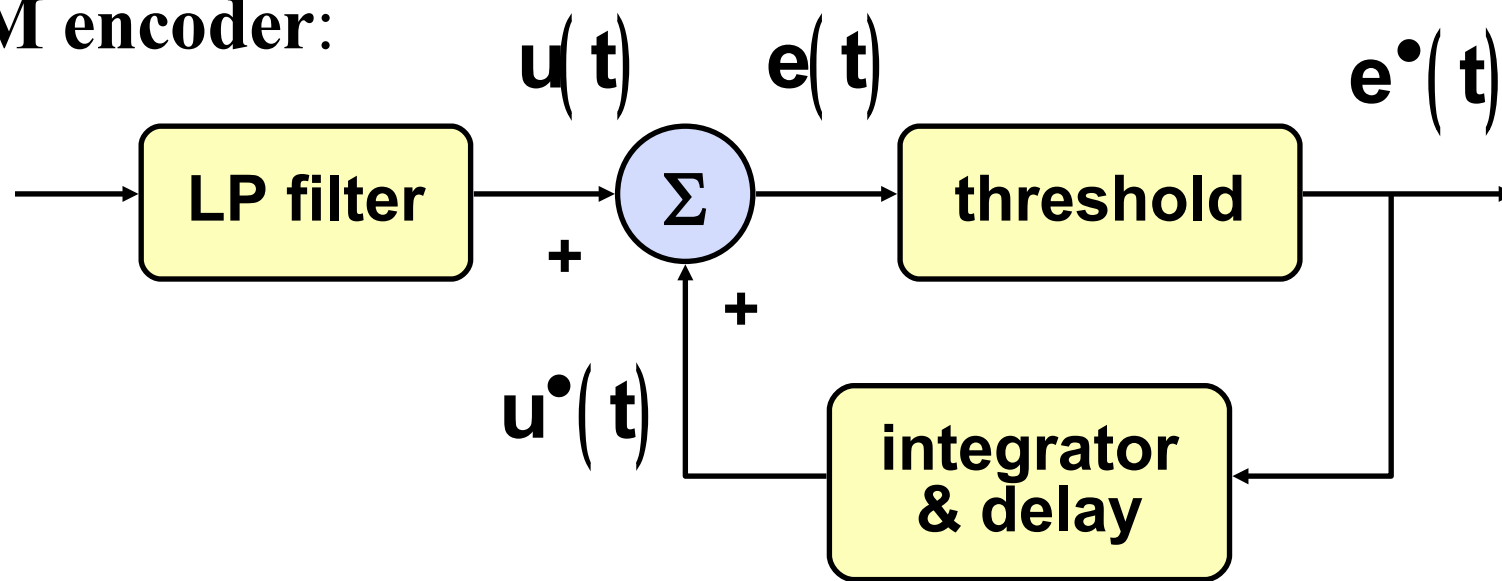 M encoder:
u(t)
e(t)
e•(t)
LP filter
Σ
threshold
+
+
u•(t)
integrator
& delay